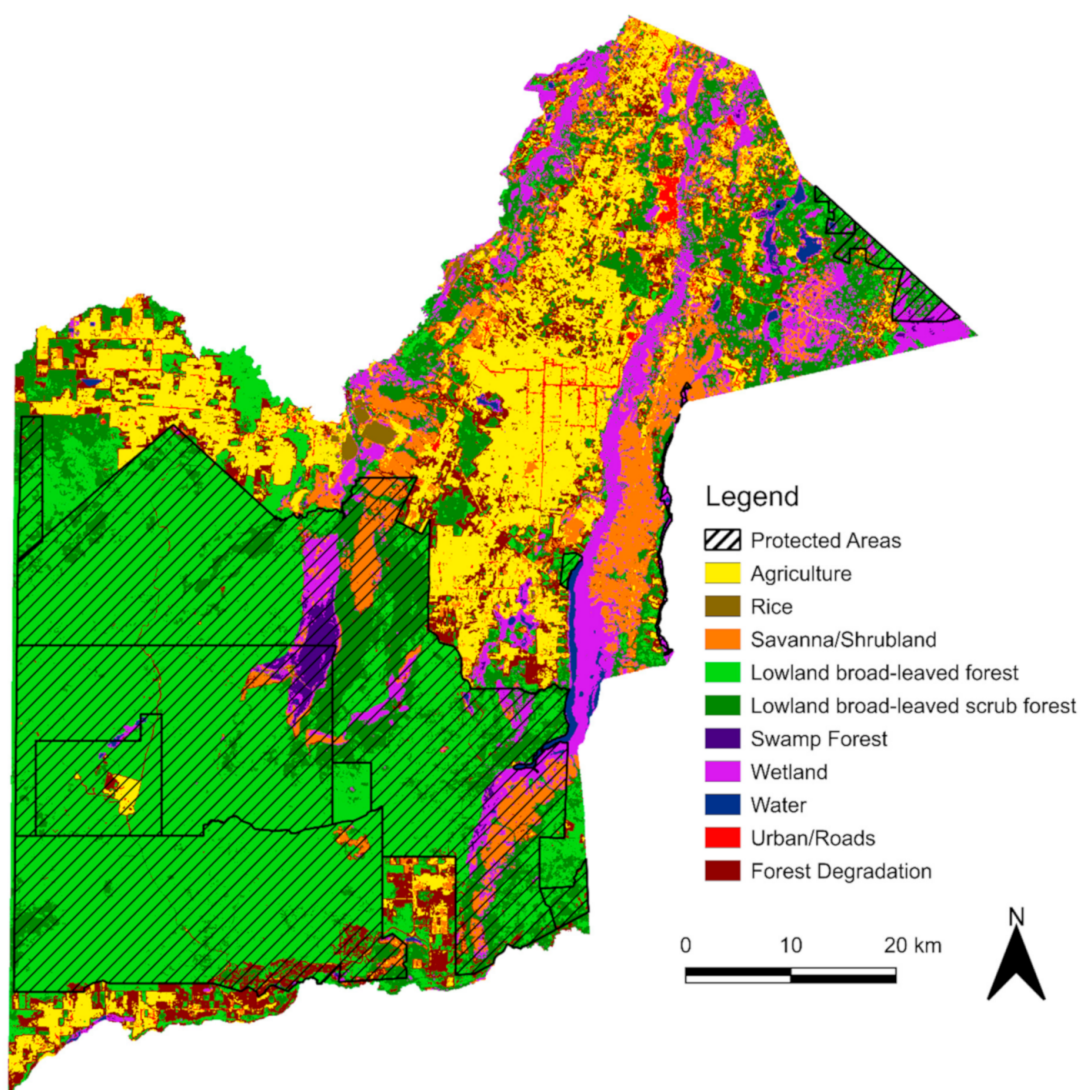 Legend
Protected Areas
Agriculture
Rice
Savanna/Shrubland
Lowland broad-leaved forest
Lowland broad-leaved scrub forest
Swamp Forest
Wetland
Water
Urban/Roads
Forest Degradation
N
0 10 20 km